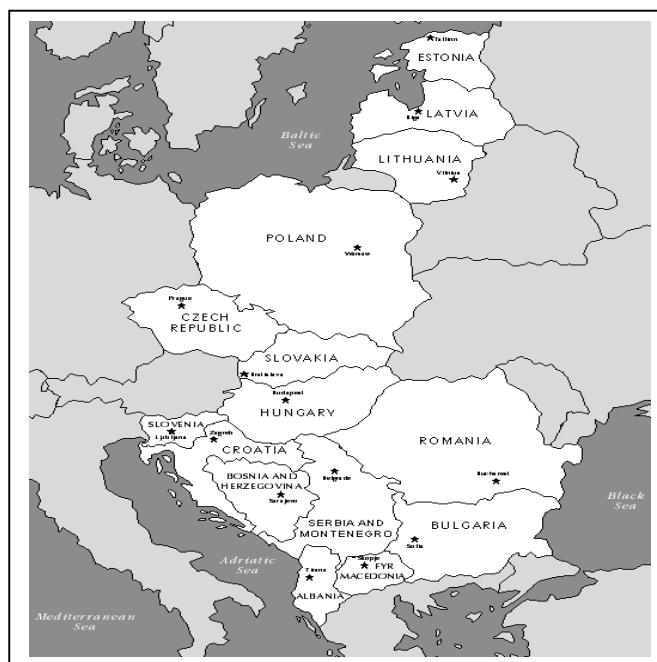 Tallinn
ESTONIA
Riga
LATVIA
Baltic
Sea
LITHUANIA
Vilnius
POLAND
Warsaw
Prague
CZECH
REPUBLIC
SLOVAKIA
Bratislava
Budapest
HUNGARY
SLOVENIA
Ljubljana
Zagreb
CROATIA
ROMANIA
BOSNIA AND
HERZEGOVINA
Belgrade
Bucharest
Sarajevo
Black
Sea
SERBIA AND
MONTENEGRO
BULGARIA
Sofia
Adriatic
Sea
Skopje
FYR
MACEDONIA
Tirana
ALBANIA
Mediterranean
Sea